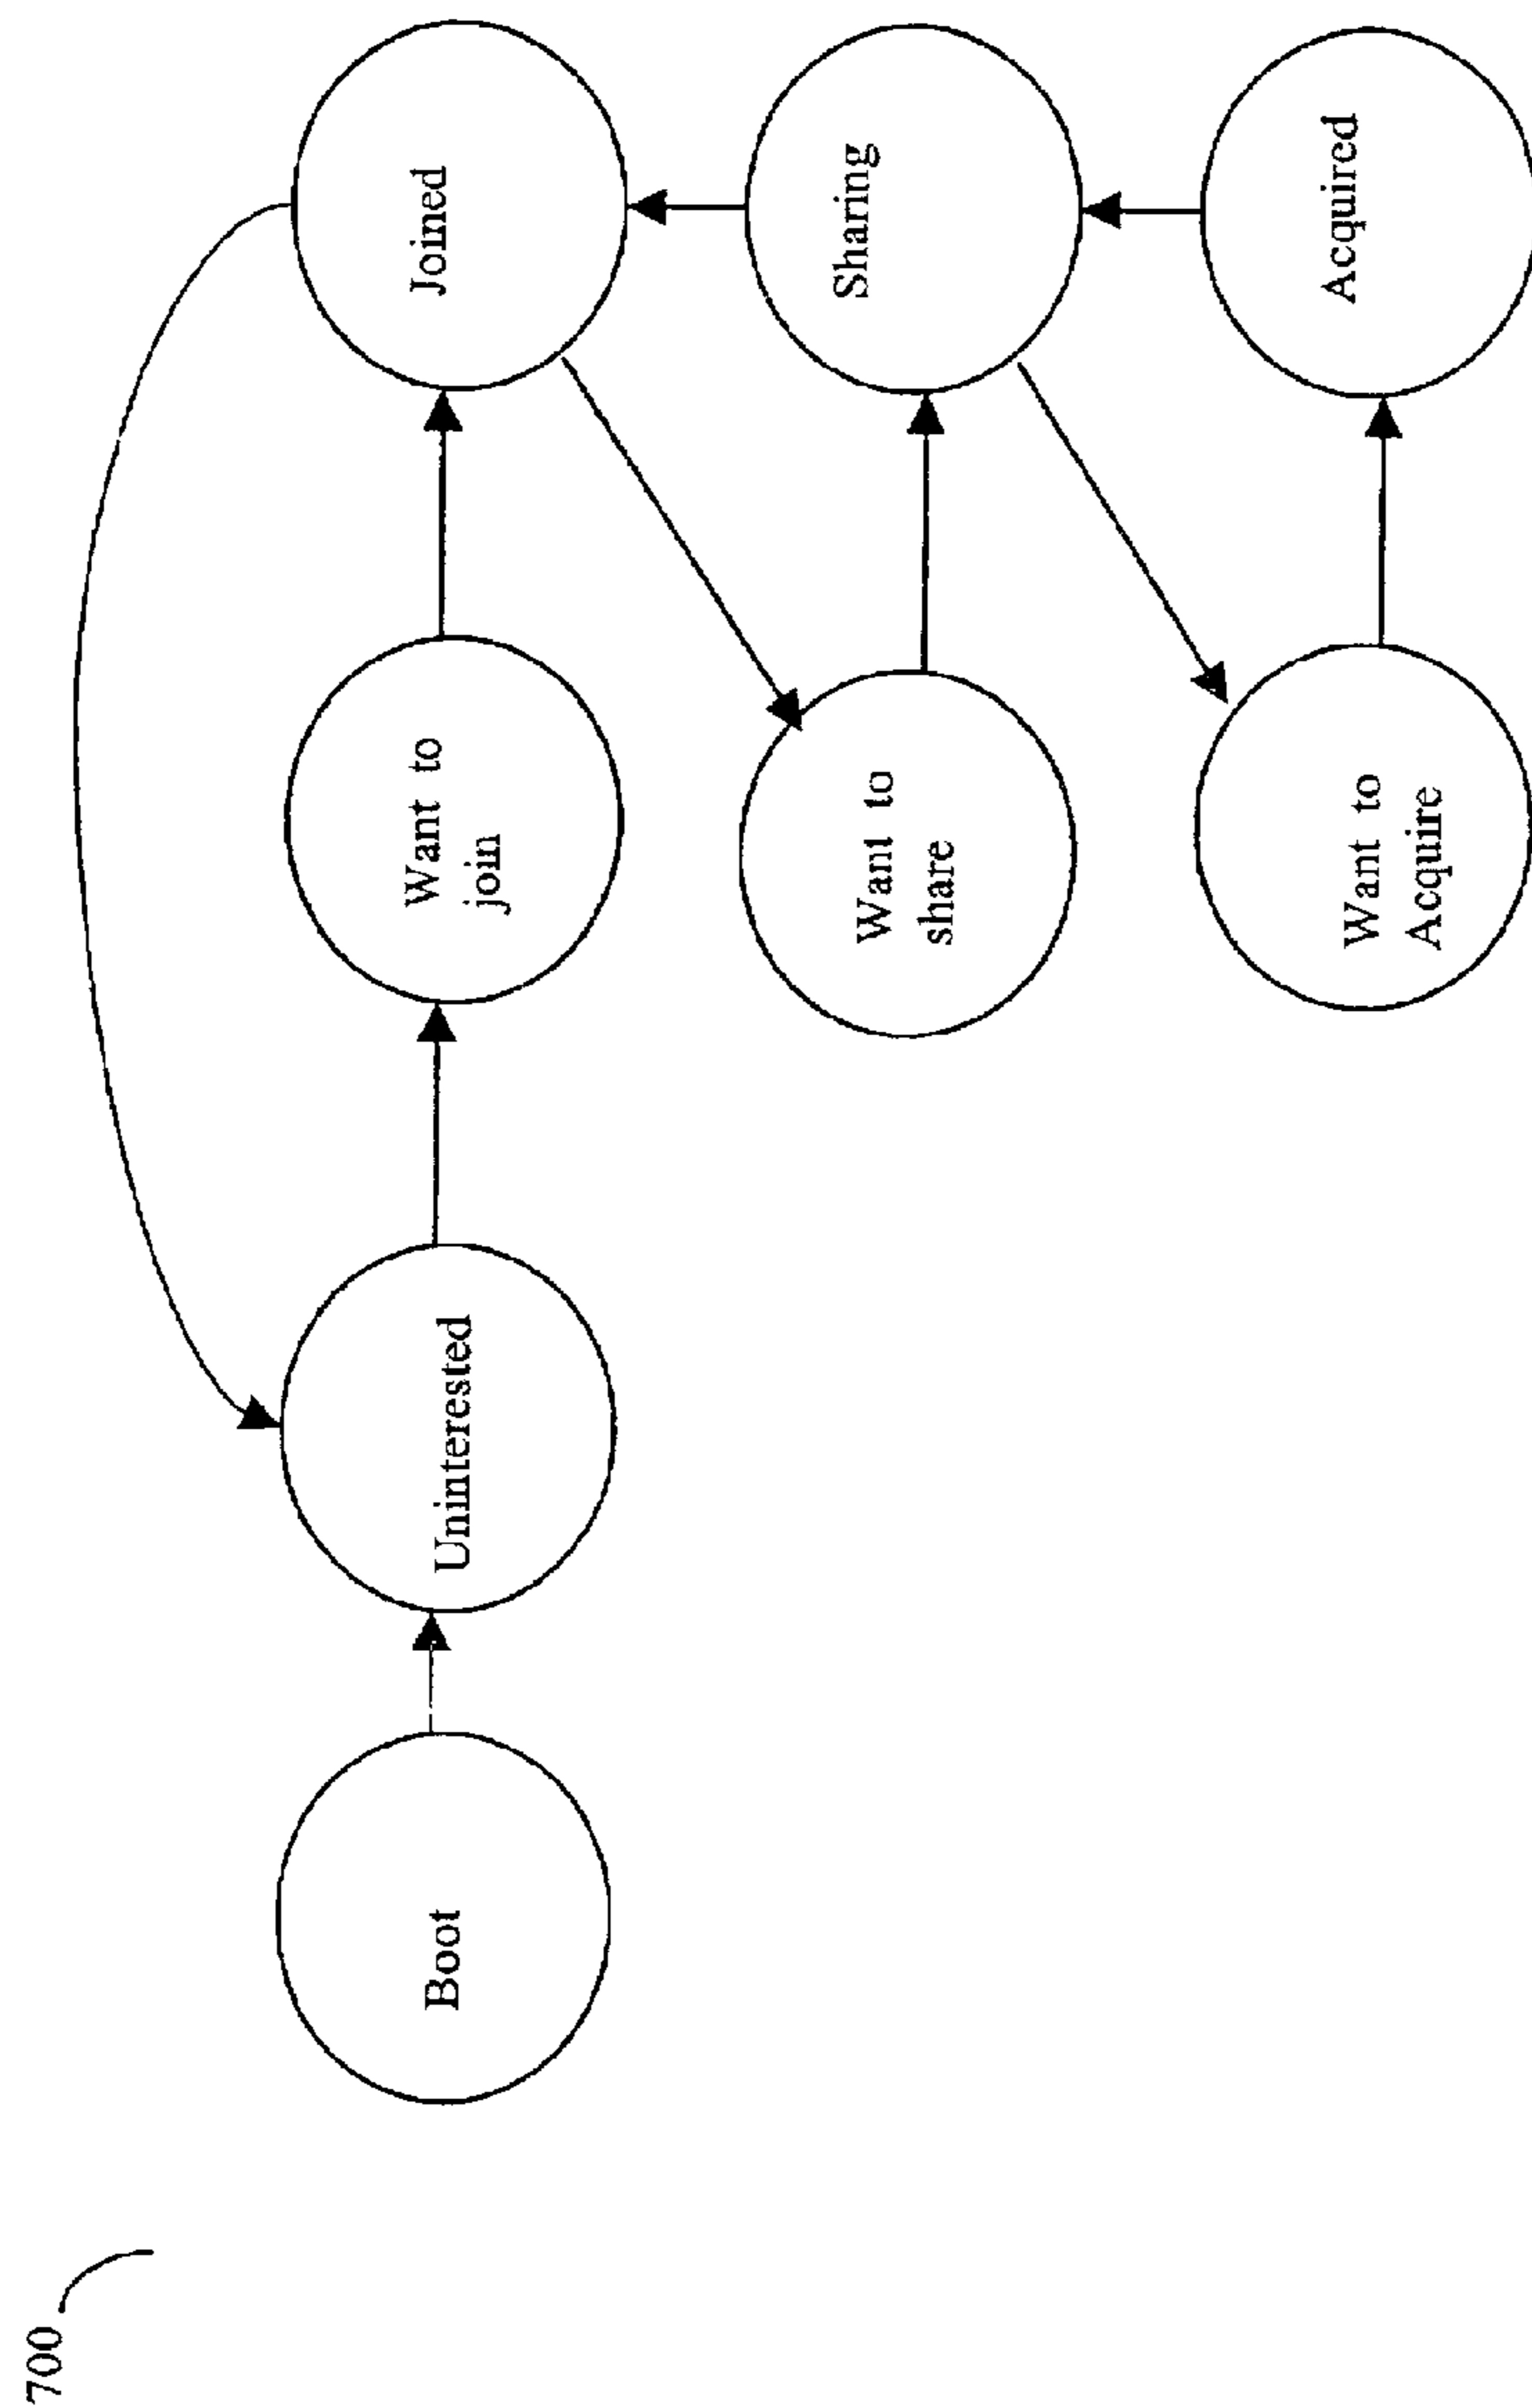 700
Boot
Uninterested
Want to
join
Joined
Want to
share
Sharing
Want to
Acquire
Acquired